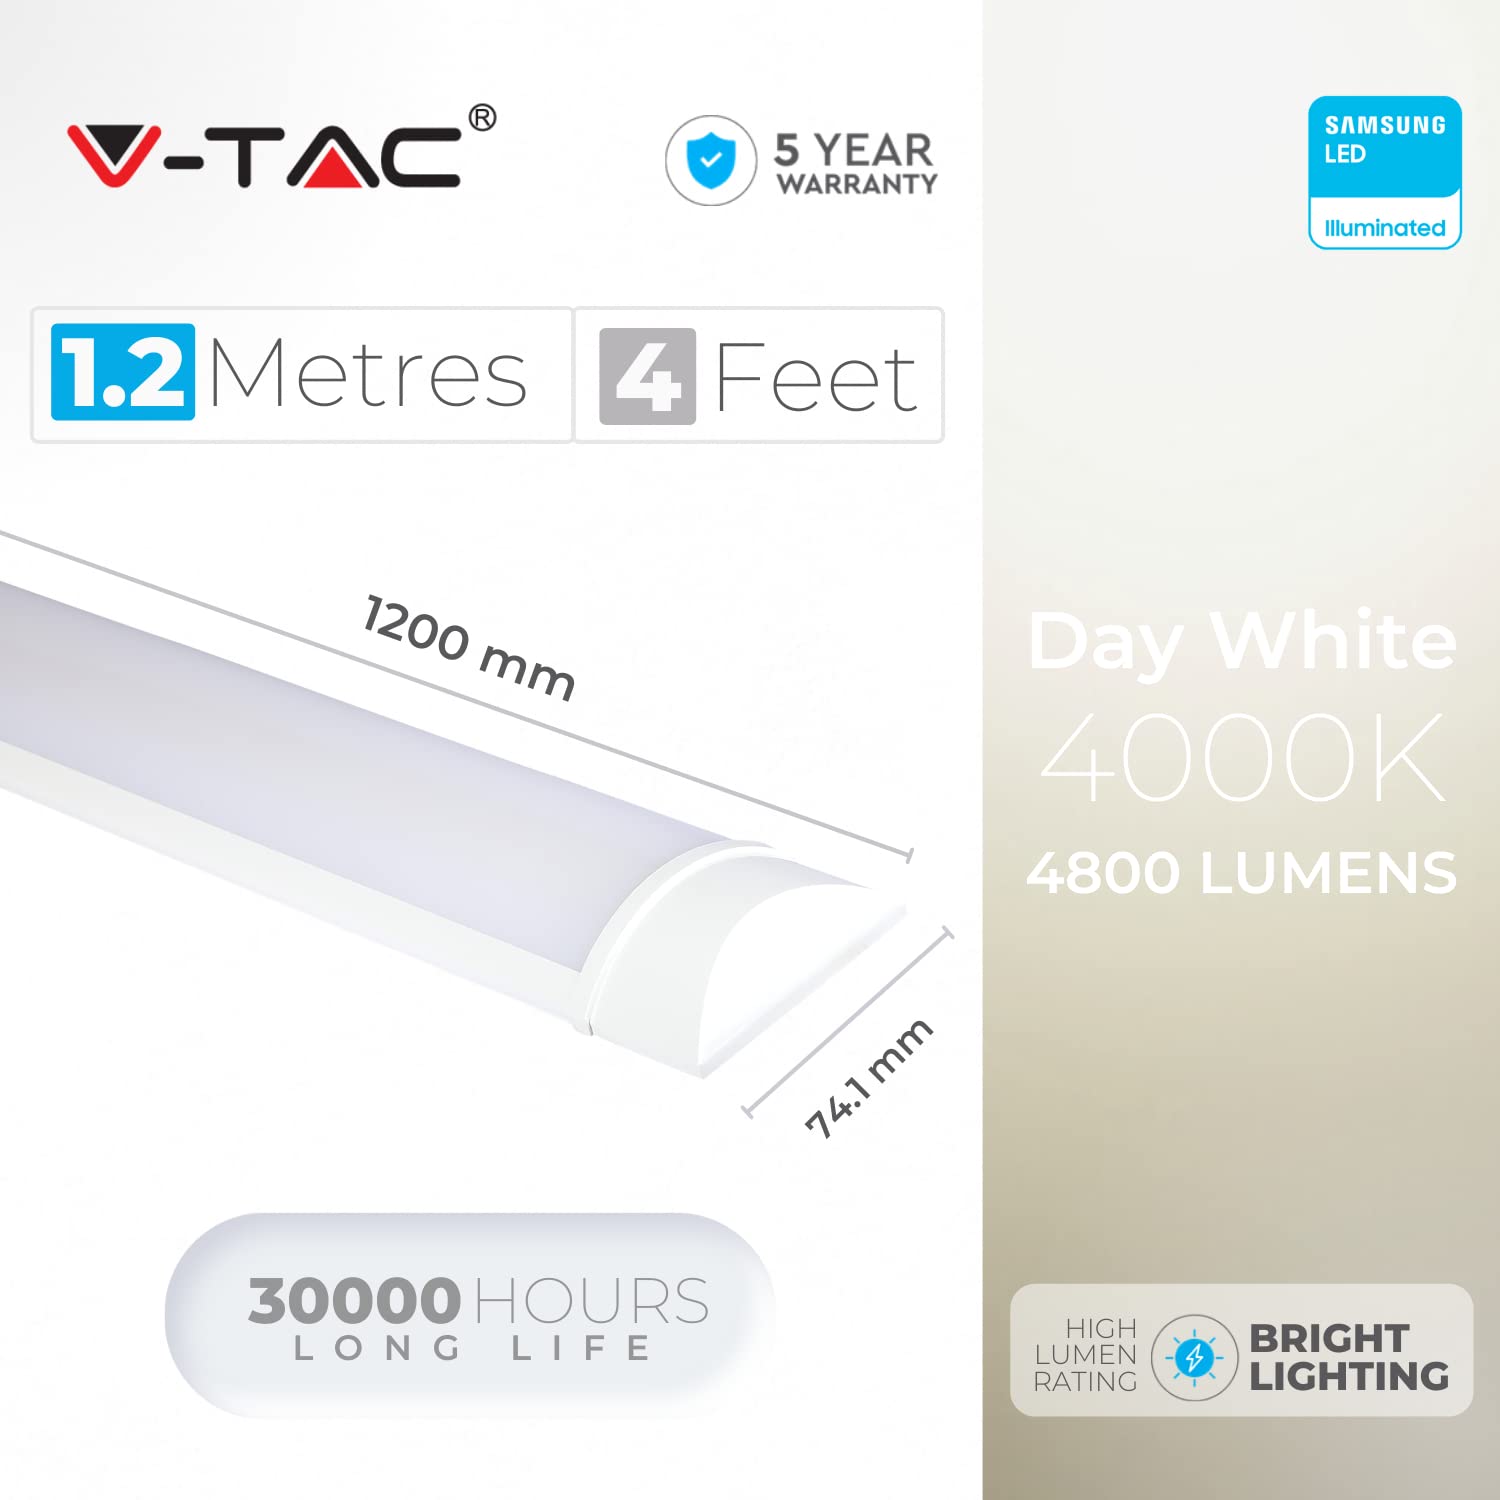 V-TAC®
5 YEAR
WARRANTY
SAMSUNG
LED
Illuminated
1.2 Metres
4 Feet
1200 mm
74.1 mm
Day White
4000K
4800 LUMENS
30000 HOURS
LONG LIFE
HIGH
LUMEN
RATING
BRIGHT
LIGHTING